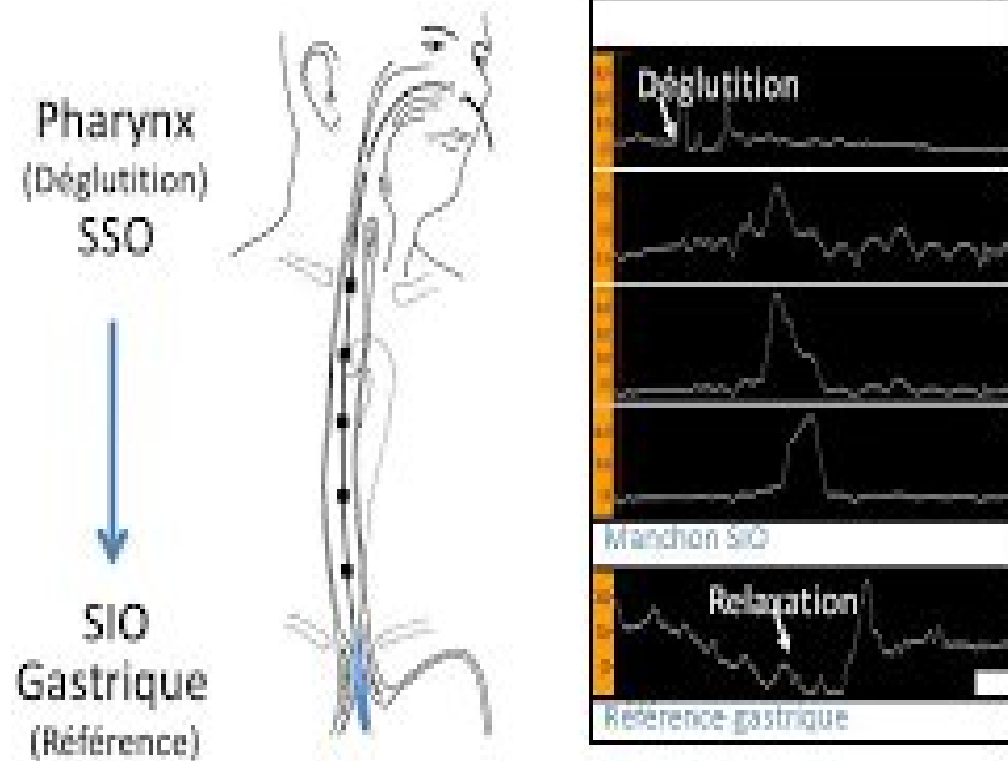 Pharynx
(Déglutition)
SSO
SIO
Gastrique
(Référence)
Déglutition
Manchon SIO
Relaxation
Référence gastrique